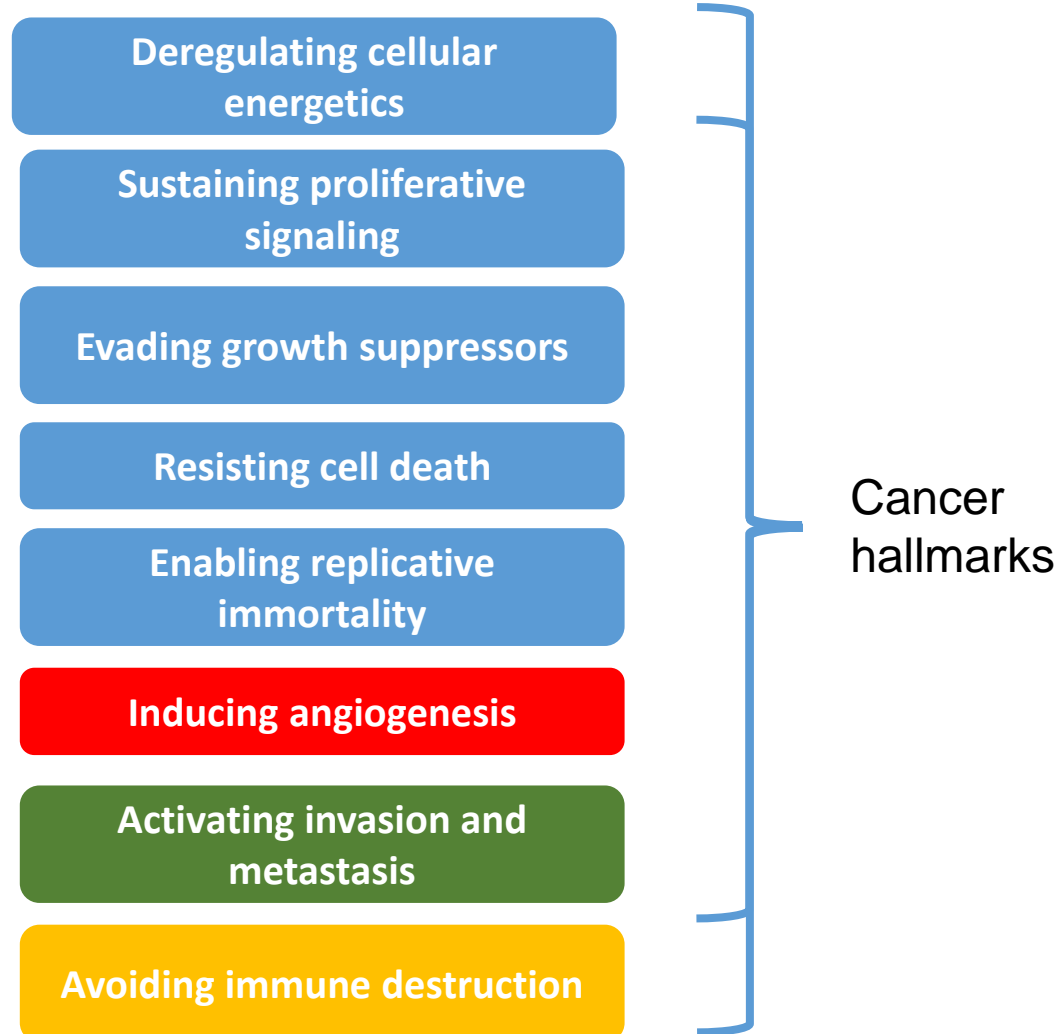 Deregulating cellular
energetics
Sustaining proliferative
signaling
Evading growth suppressors
Resisting cell death
Enabling replicative
immortality
Inducing angiogenesis
Activating invasion and
metastasis
Avoiding immune destruction
Cancer
hallmarks